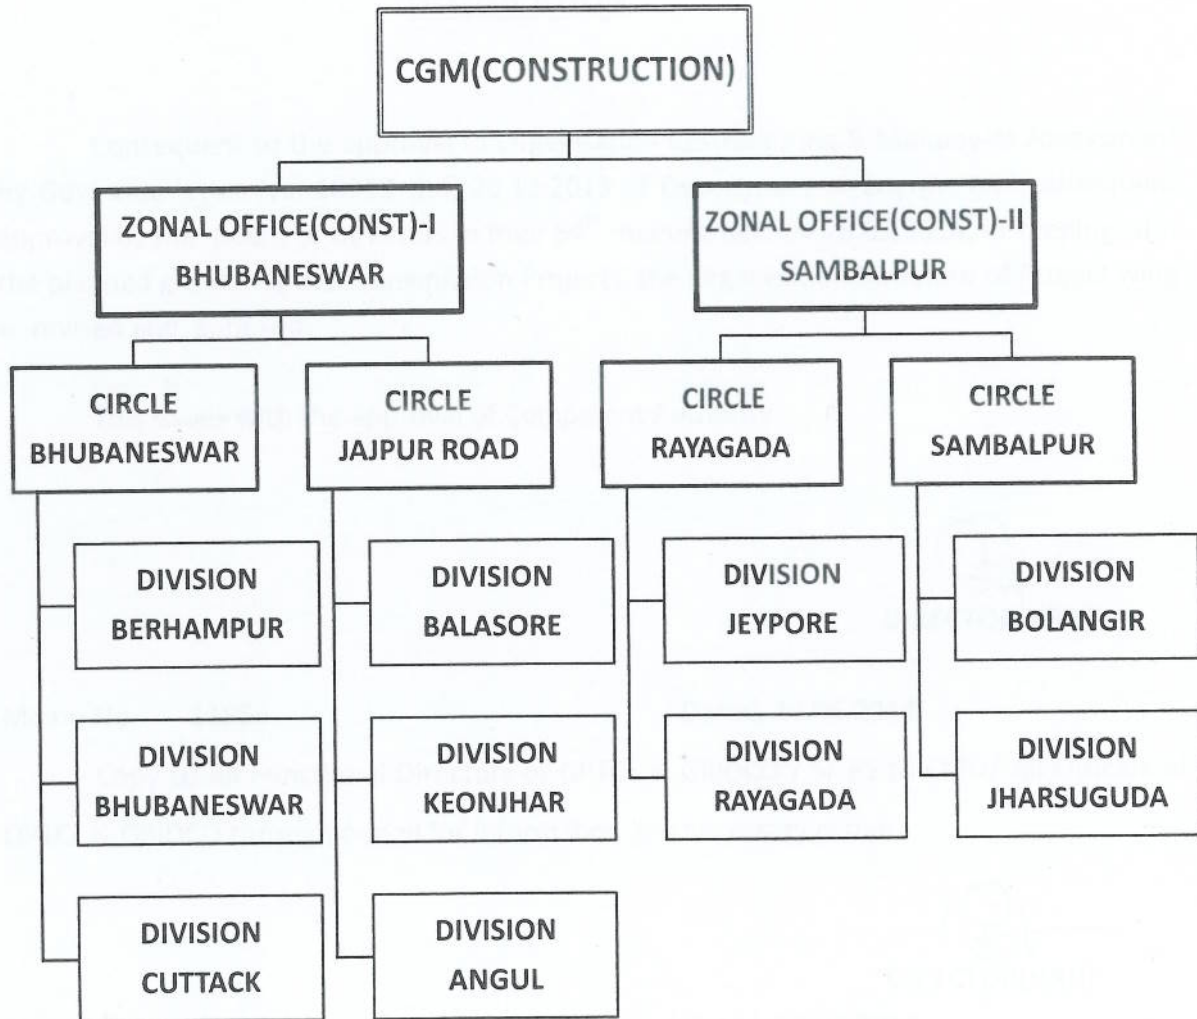 CGM(CONSTRUCTION)
ZONAL OFFICE(CONST)-I
BHUBANESWAR
ZONAL OFFICE(CONST)-II
SAMBALPUR
CIRCLE
BHUBANESWAR
CIRCLE
JAJPUR ROAD
CIRCLE
RAYAGADA
CIRCLE
SAMBALPUR
DIVISION
BERHAMPUR
DIVISION
BALASORE
DIVISION
JEYPORE
DIVISION
BOLANGIR
DIVISION
BHUBANESWAR
DIVISION
KEONJHAR
DIVISION
RAYAGADA
DIVISION
JHARSUGUDA
DIVISION
CUTTACK
DIVISION
ANGUL